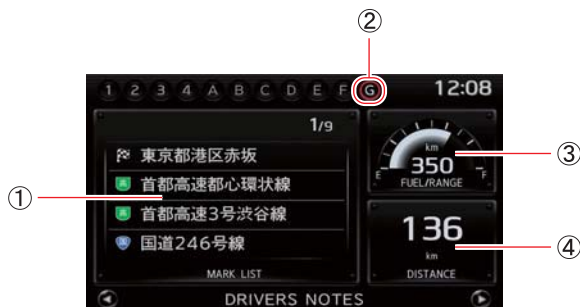 ②
1 2 3 4 A B C D E F G 12:08
1/9
東京都港区赤坂
首都高速都心環状線
首都高速3号渋谷線
国道246号線
MARK LIST
①
km
350
E F
FUEL/RANGE
③
136
km
DISTANCE
④
DRIVERS NOTES